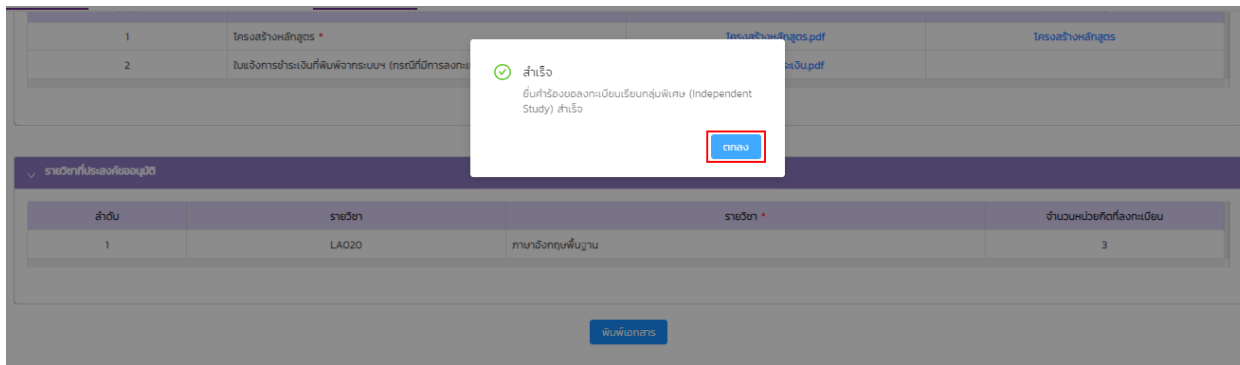 1 โครงสร้างหลักสูตร * โครงสร้างหลักสูตร.pdf โครงสร้างหลักสูตร
2 ใบแจ้งการชำระเงินที่พิมพ์จากระบบฯ (กรณีที่มีการลงทะ
สำเร็จ
ยื่นคำร้องขอลงทะเบียนเรียนกลุ่มพิเศษ (Independent
Study) สำเร็จ
ตกลง
รายวิชาที่ประสงค์ขออนุมัติ
ลำดับ รายวิชา รายวิชา * จำนวนหน่วยกิตที่ลงทะเบียน
1 LA020 ภาษาอังกฤษพื้นฐาน 3
พิมพ์เอกสาร